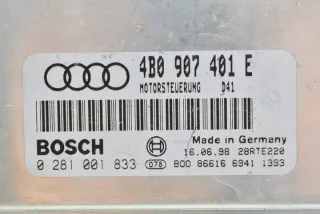 4B0 907 401 E
MOTORSTEUERUNG D41
BOSCH
Made in Germany
16.06.98 28RTE220
0 281 001 833 078 BOD 86616 6941 1393